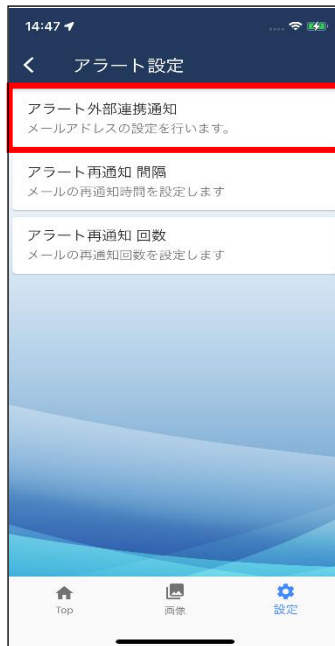 14:47
アラート設定
アラート外部連携通知
メールアドレスの設定を行います。
アラート再通知 間隔
メールの再通知時間を設定します
アラート再通知 回数
メールの再通知回数を設定します
Top
画像
設定